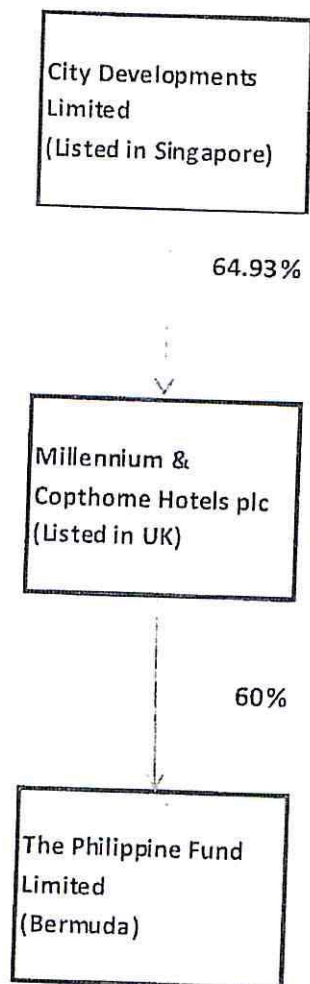 City Developments
Limited
(Listed in Singapore)
64.93%
Millennium &
Copthome Hotels plc
(Listed in UK)
60%
The Philippine Fund
Limited
(Bermuda)